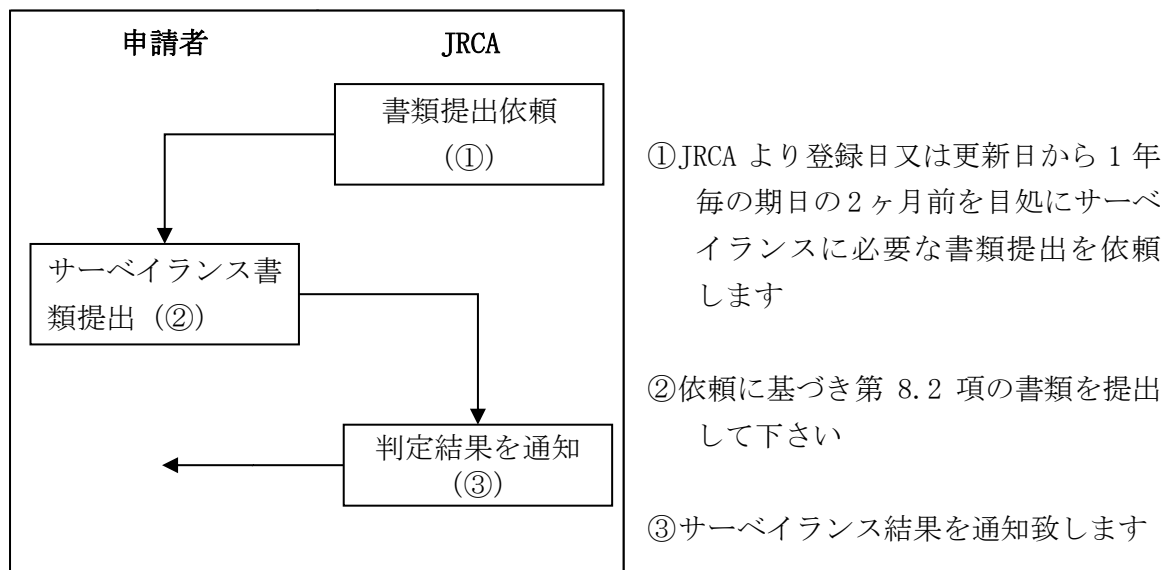 申請者
JRCA
書類提出依頼
（①）
サーベイランス書
類提出（②）
判定結果を通知
（③）
①JRCA より登録日又は更新日から 1 年
毎の期日の２ヶ月前を目処にサーベ
イランスに必要な書類提出を依頼
します
②依頼に基づき第 8.2 項の書類を提出
して下さい
③サーベイランス結果を通知致します